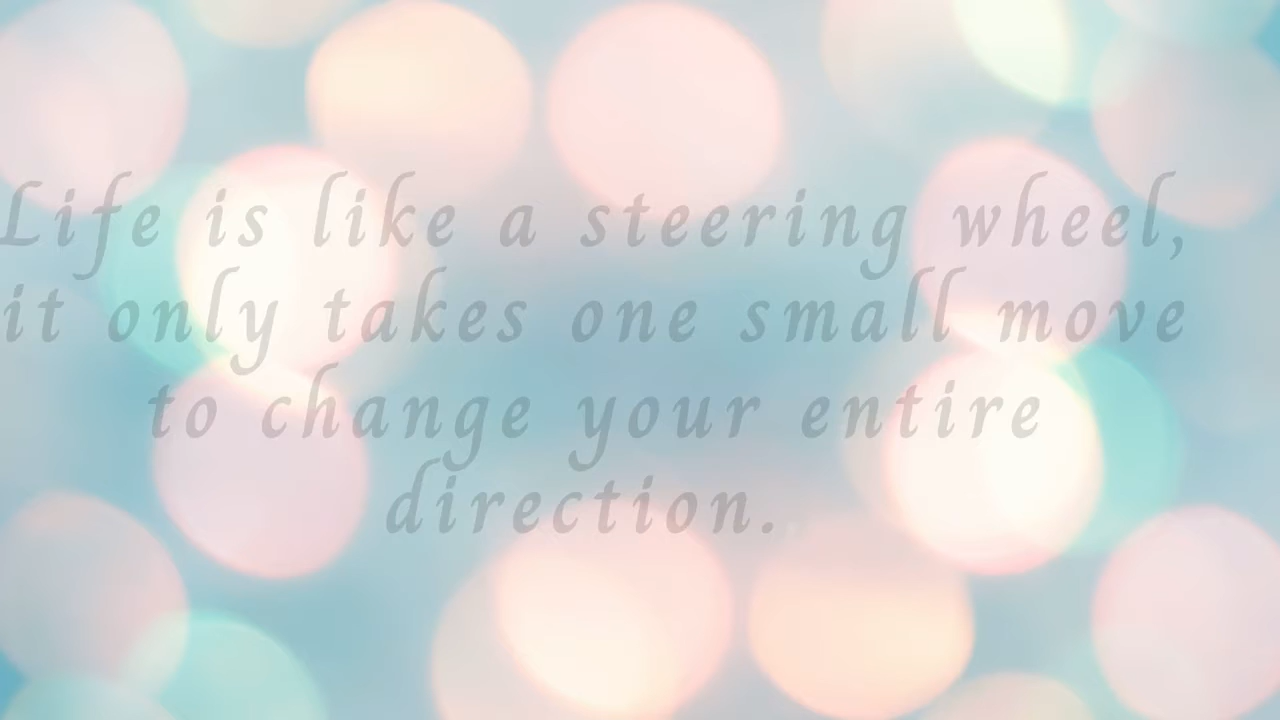 Life is like a steering wheel,
it only takes one small move
to change your entire
direction.